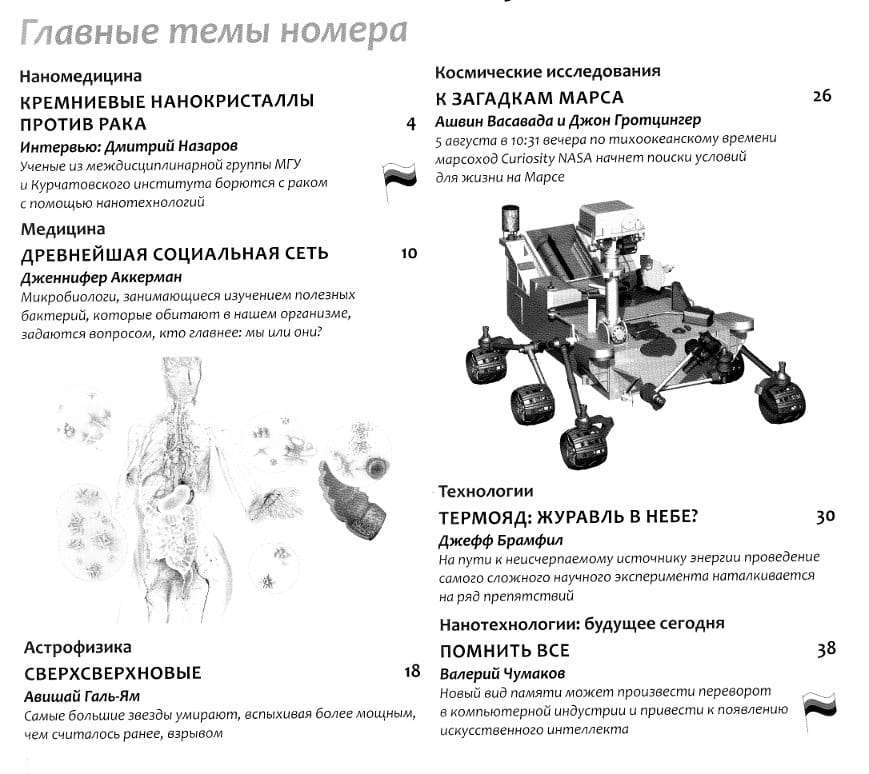 Главные темы номера
Наномедицина
КРЕМНИЕВЫЕ НАНОКРИСТАЛЛЫ
ПРОТИВ РАКА 4
Интервью: Дмитрий Назаров
Ученые из междисциплинарной группы МГУ
и Курчатовского института борются с раком
с помощью нанотехнологий
Медицина
ДРЕВНЕЙШАЯ СОЦИАЛЬНАЯ СЕТЬ 10
Дженнифер Аккерман
Микробиологи, занимающиеся изучением полезных
бактерий, которые обитают в нашем организме,
задаются вопросом, кто главнее: мы или они?
Астрофизика
СВЕРХСВЕРХНОВЫЕ 18
Авишай Галь-Ям
Самые большие звезды умирают, вспыхивая более мощным,
чем считалось ранее, взрывом
Космические исследования
К ЗАГАДКАМ МАРСА 26
Ашвин Васавада и Джон Гротцингер
5 августа в 10:31 вечера по тихоокеанскому времени
марсоход Curiosity NASA начнет поиски условий
для жизни на Марсе
Технологии
ТЕРМОЯД: ЖУРАВЛЬ В НЕБЕ? 30
Джефф Брамфил
На пути к неисчерпаемому источнику энергии проведение
самого сложного научного эксперимента наталкивается
на ряд препятствий
Нанотехнологии: будущее сегодня
ПОМНИТЬ ВСЕ 38
Валерий Чумаков
Новый вид памяти может произвести переворот
в компьютерной индустрии и привести к появлению
искусственного интеллекта